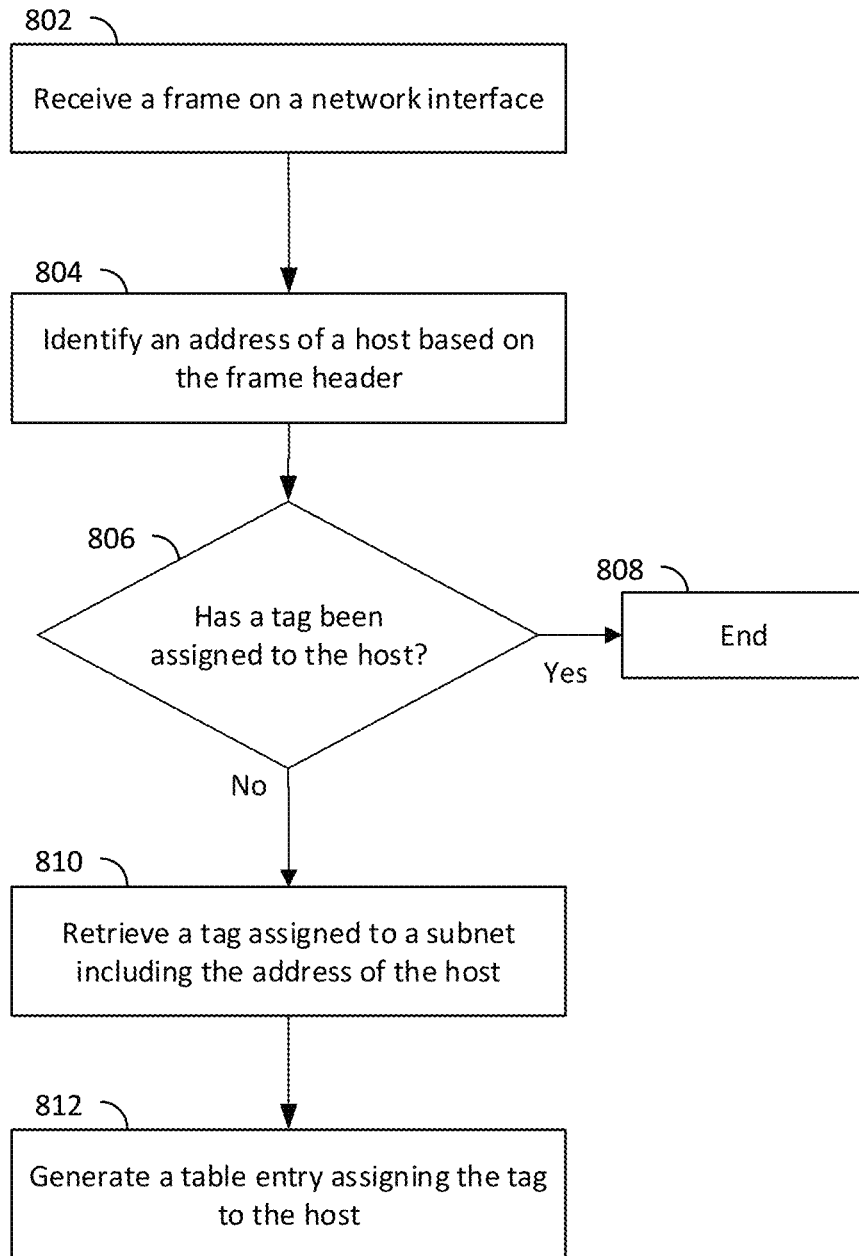 802
Receive a frame on a network interface
804
Identify an address of a host based on
the frame header
806
Has a tag been
assigned to the host?
808
End
Yes
No
810
Retrieve a tag assigned to a subnet
including the address of the host
812
Generate a table entry assigning the tag
to the host